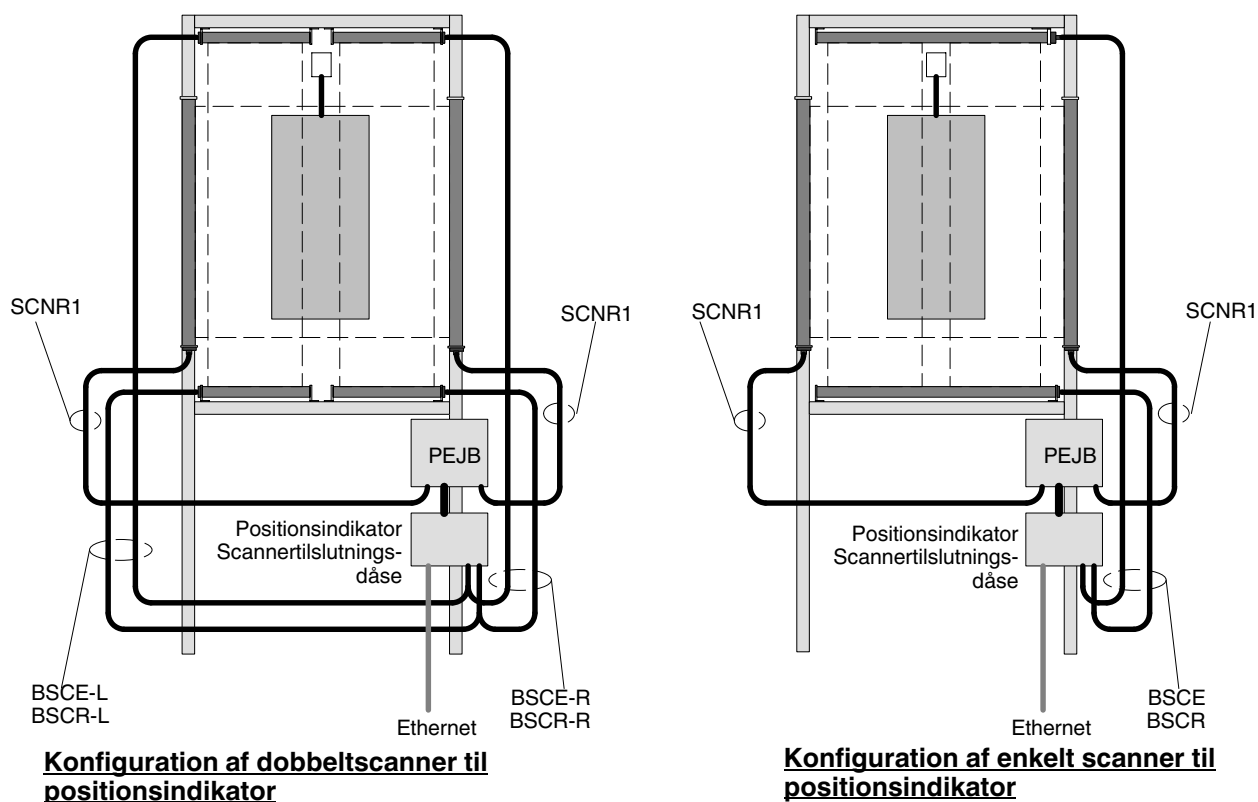 SCNR1
SCNR1
PEJB
Positionsindikator
Scannertilslutnings-
dåse
BSCE-L
BSCR-L
BSCE-R
BSCR-R
Ethernet
Konfiguration af dobbeltscanner til
positionsindikator
SCNR1
SCNR1
PEJB
Positionsindikator
Scannertilslutnings-
dåse
BSCE
BSCR
Ethernet
Konfiguration af enkelt scanner til
positionsindikator